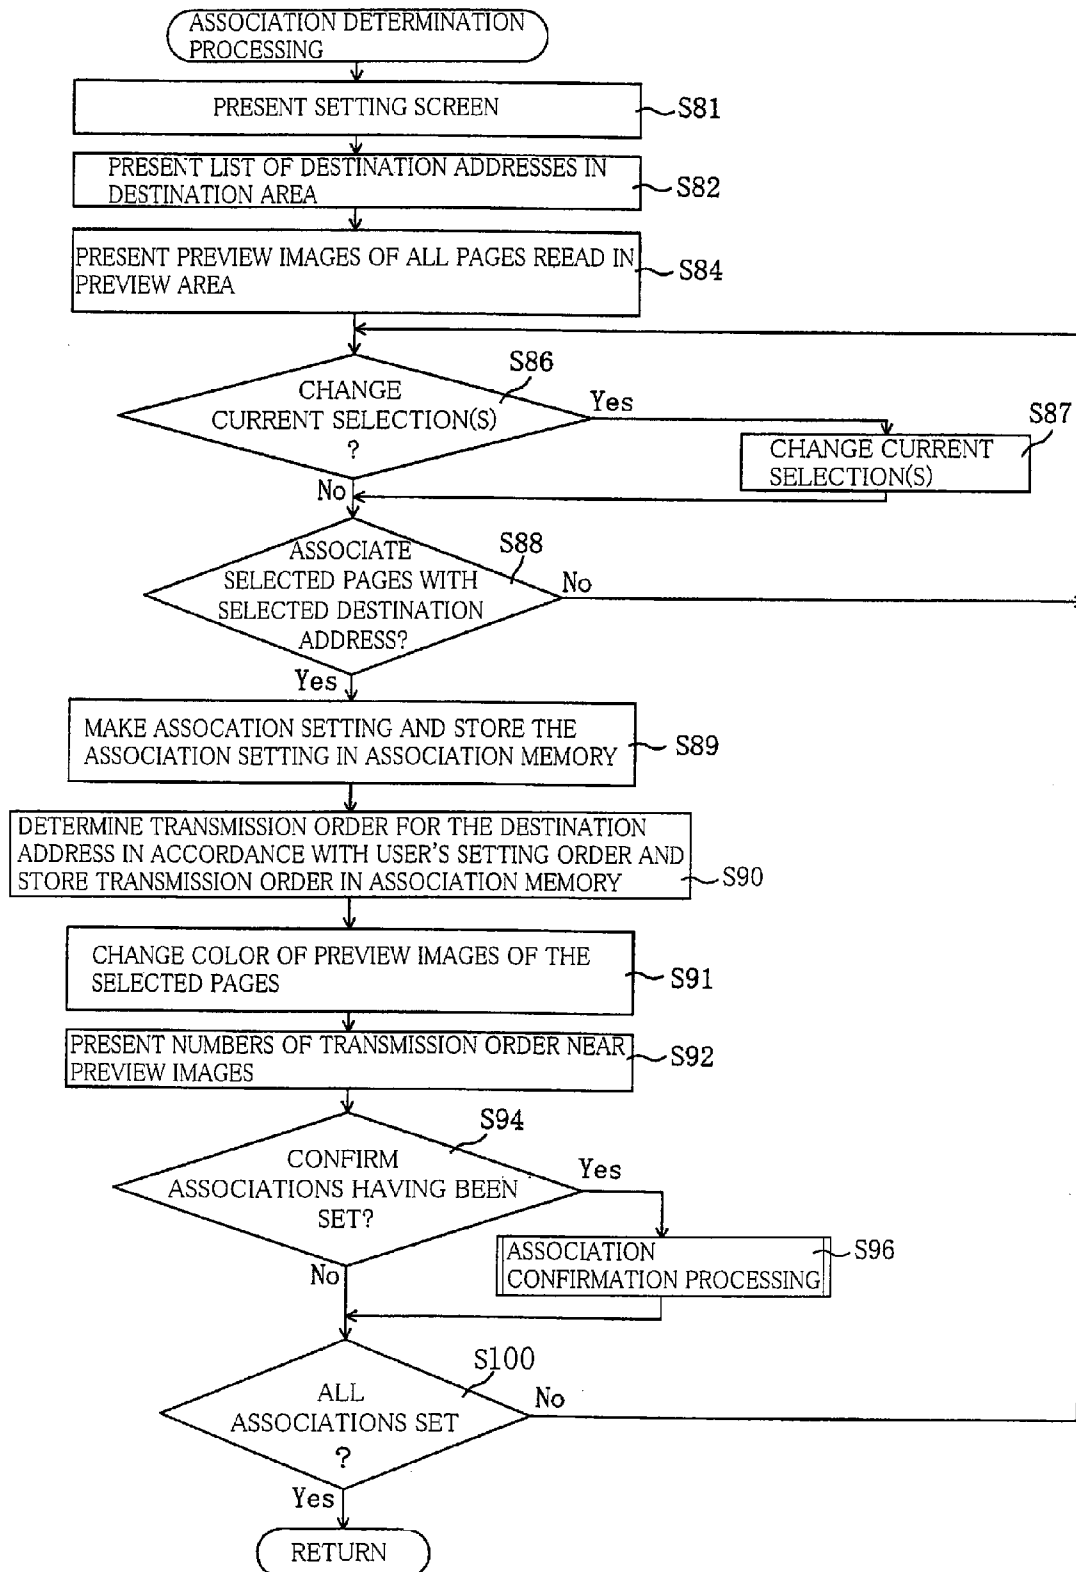 ASSOCIATION DETERMINATION
PROCESSING
PRESENT SETTING SCREEN
S81
PRESENT LIST OF DESTINATION ADDRESSES IN
DESTINATION AREA
S82
PRESENT PREVIEW IMAGES OF ALL PAGES REEAD IN
PREVIEW AREA
S84
S86
CHANGE
CURRENT SELECTION(S)
?
Yes
S87
CHANGE CURRENT
SELECTION(S)
No
S88
ASSOCIATE
SELECTED PAGES WITH
SELECTED DESTINATION
ADDRESS?
No
Yes
MAKE ASSOCATION SETTING AND STORE THE
ASSOCIATION SETTING IN ASSOCIATION MEMORY
S89
DETERMINE TRANSMISSION ORDER FOR THE DESTINATION
ADDRESS IN ACCORDANCE WITH USER'S SETTING ORDER AND
STORE TRANSMISSION ORDER IN ASSOCIATION MEMORY
S90
CHANGE COLOR OF PREVIEW IMAGES OF THE
SELECTED PAGES
S91
PRESENT NUMBERS OF TRANSMISSION ORDER NEAR
PREVIEW IMAGES
S92
S94
CONFIRM
ASSOCIATIONS HAVING BEEN
SET?
Yes
ASSOCIATION
CONFIRMATION PROCESSING
S96
No
S100
ALL
ASSOCIATIONS SET
?
No
Yes
RETURN